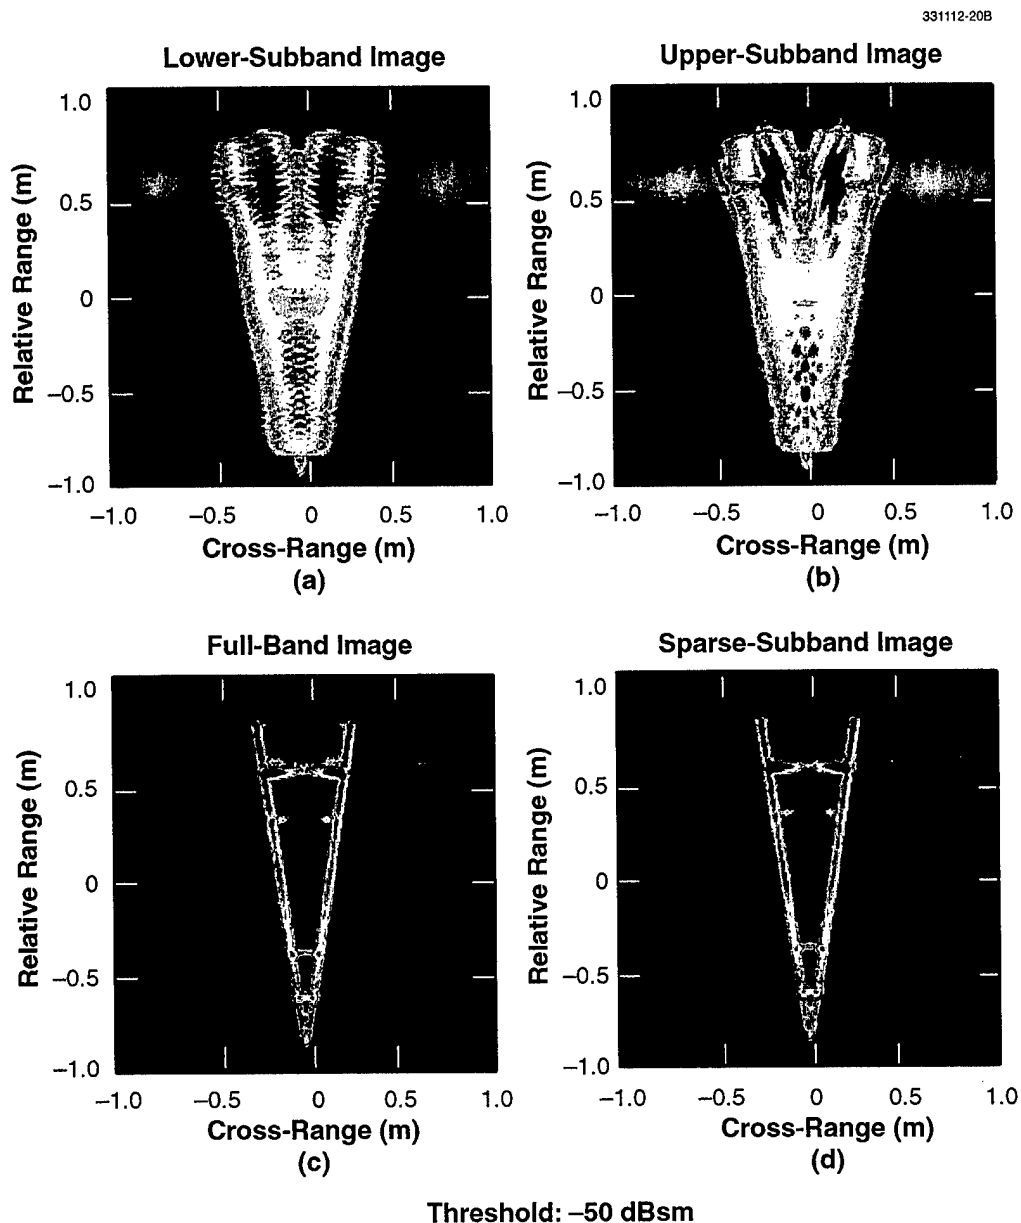 331112-20B
Lower-Subband Image
Upper-Subband Image
1.0
0.5
0
−0.5
−1.0
Relative Range (m)
−1.0 −0.5 0 0.5 1.0
Cross-Range (m)
(a)
1.0
0.5
0
−0.5
−1.0
Relative Range (m)
−1.0 −0.5 0 0.5 1.0
Cross-Range (m)
(b)
Full-Band Image
Sparse-Subband Image
1.0
0.5
0
−0.5
−1.0
Relative Range (m)
−1.0 −0.5 0 0.5 1.0
Cross-Range (m)
(c)
1.0
0.5
0
−0.5
−1.0
Relative Range (m)
−1.0 −0.5 0 0.5 1.0
Cross-Range (m)
(d)
Threshold: −50 dBsm